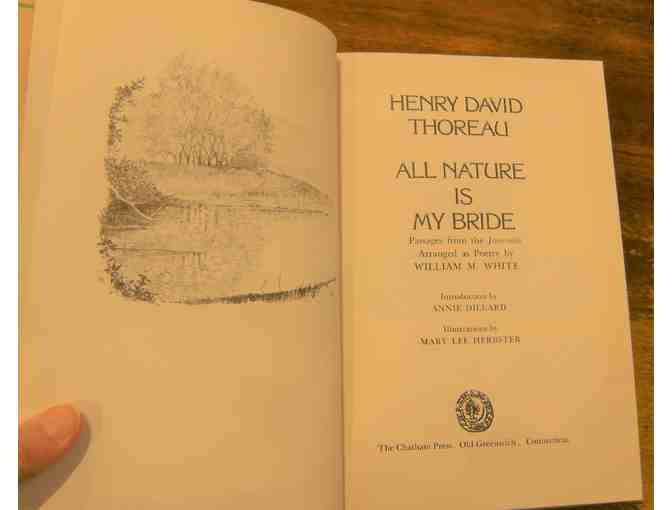 HENRY DAVID
THOREAU
ALL NATURE
IS
MY BRIDE
Passages from the Journals
Arranged as Poetry by
WILLIAM M. WHITE
Introduction by
ANNIE DILLARD
Illustrations by
MARY LEE HERBSTER
The Chatham Press, Old Greenwich, Connecticut